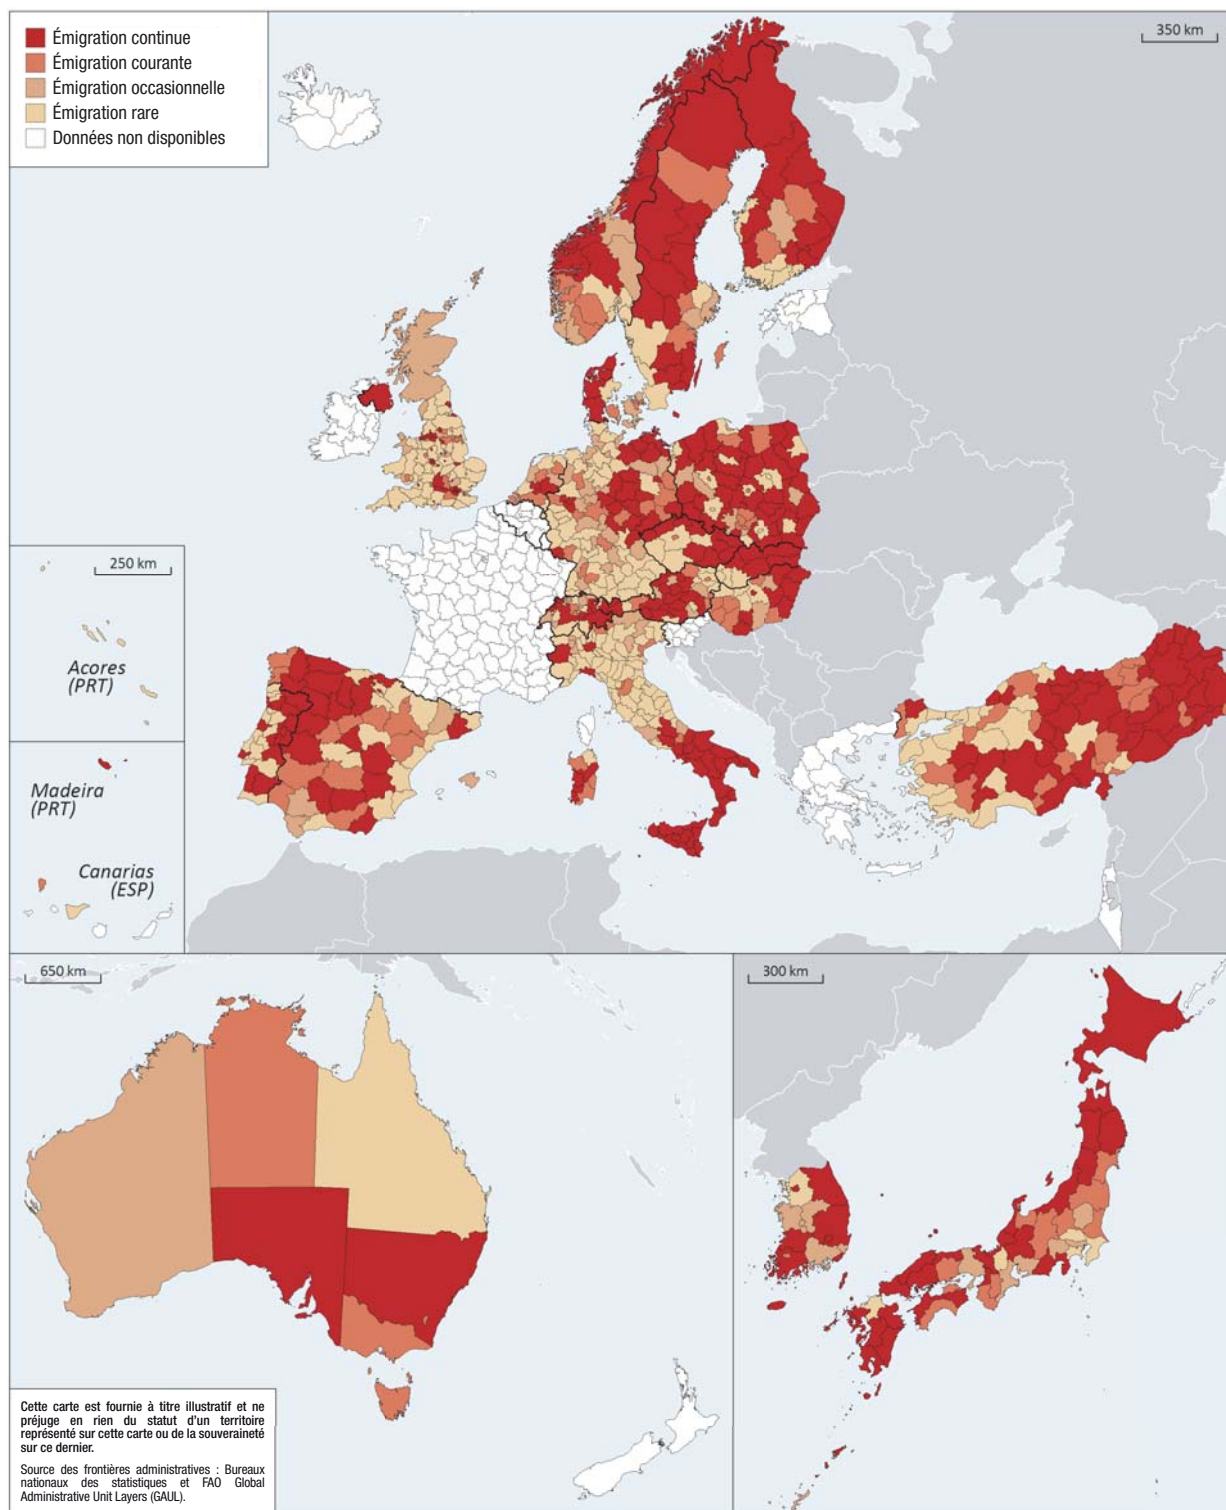 Émigration continue
Émigration courante
Émigration occasionnelle
Émigration rare
Données non disponibles
350 km
250 km
Acores
(PRT)
Madeira
(PRT)
Canarias
(ESP)
650 km
300 km
Cette carte est fournie à titre illustratif et ne
préjuge en rien du statut d'un territoire
représenté sur cette carte ou de la souveraineté
sur ce dernier.
Source des frontières administratives : Bureaux
nationaux des statistiques et FAO Global
Administrative Unit Layers (GAUL).